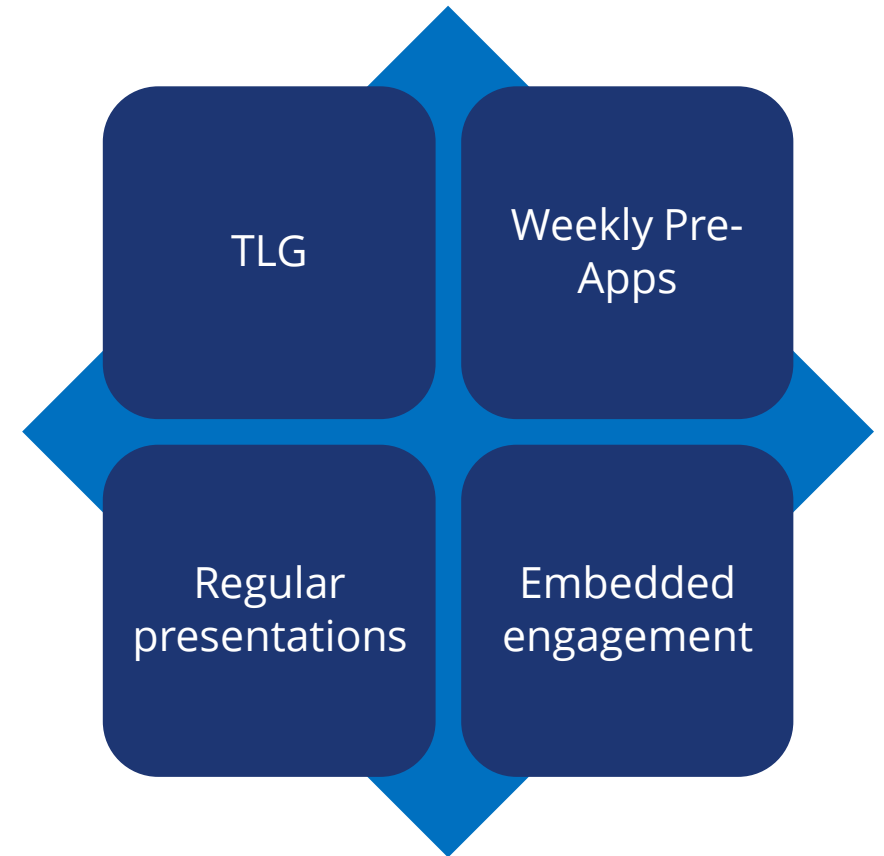 TLG
Weekly Pre-
Apps
Regular
presentations
Embedded
engagement